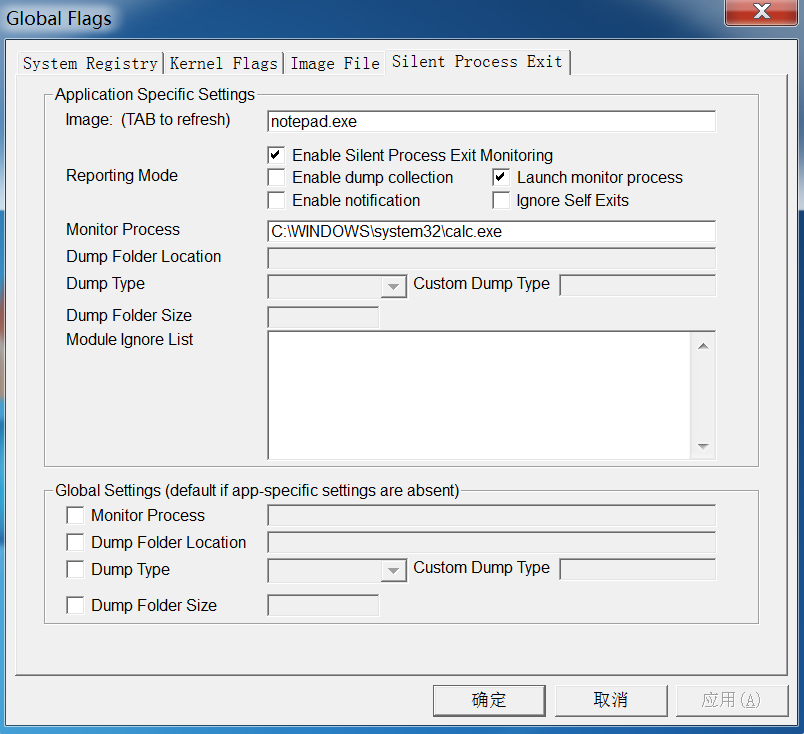 Global Flags
System Registry Kernel Flags Image File Silent Process Exit
Application Specific Settings
Image: (TAB to refresh) notepad.exe
Enable Silent Process Exit Monitoring
Reporting Mode Enable dump collection Launch monitor process
Enable notification Ignore Self Exits
Monitor Process C:\WINDOWS\system32\calc.exe
Dump Folder Location
Dump Type Custom Dump Type
Dump Folder Size
Module Ignore List
Global Settings (default if app-specific settings are absent)
Monitor Process
Dump Folder Location
Dump Type Custom Dump Type
Dump Folder Size
确定 取消 应用(A)